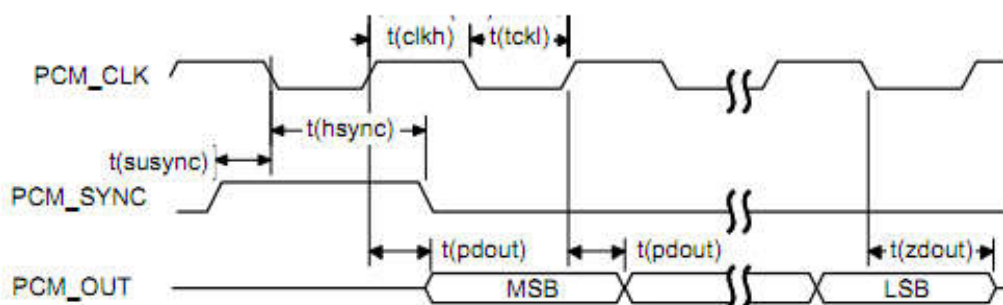 t(clkh)
t(tckl)
PCM_CLK
t(hsync)
t(susync)
PCM_SYNC
t(pdout)
t(pdout)
t(zdout)
PCM_OUT
MSB
LSB